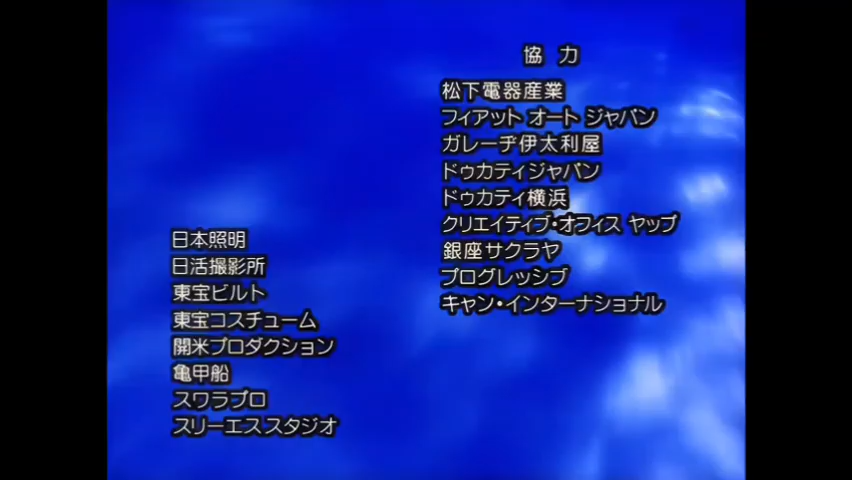 協 力
松下電器産業
フィアット オート ジャパン
ガレーヂ伊太利屋
ドゥカティジャパン
ドゥカティ横浜
クリエイティブ・オフィス ヤップ
銀座サクラヤ
プログレッシブ
キャン・インターナショナル
日本照明
日活撮影所
東宝ビルト
東宝コスチューム
開米プロダクション
亀甲船
スワラプロ
スリーエススタジオ